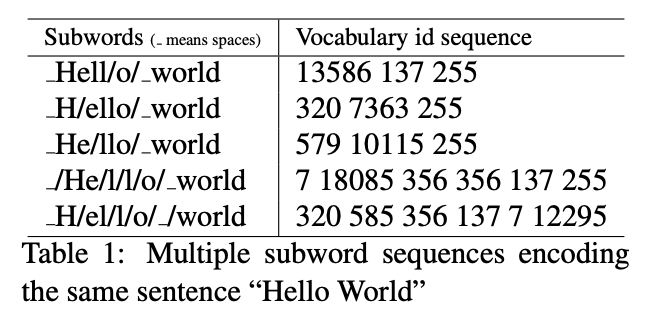 Subwords (_ means spaces) Vocabulary id sequence
_Hell/o/_world 13586 137 255
_H/ello/_world 320 7363 255
_He/llo/_world 579 10115 255
_/He/l/l/o/_world 7 18085 356 356 137 255
_H/el/l/o/_/world 320 585 356 137 7 12295
Table 1: Multiple subword sequences encoding
the same sentence “Hello World”